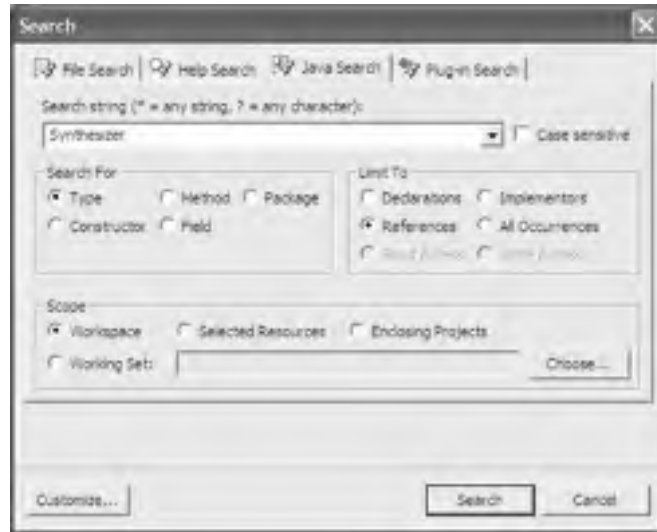 Search
File Search Help Search Java Search Plug-in Search
Search string (* = any string, ? = any character):
Synthesizer Case sensitive
Search For Limit To
Type Method Package Declarations Implementors
Constructor Field References All Occurrences
Scope
Workspace Selected Resources Enclosing Projects
Working Set: Choose...
Customize... Search Cancel